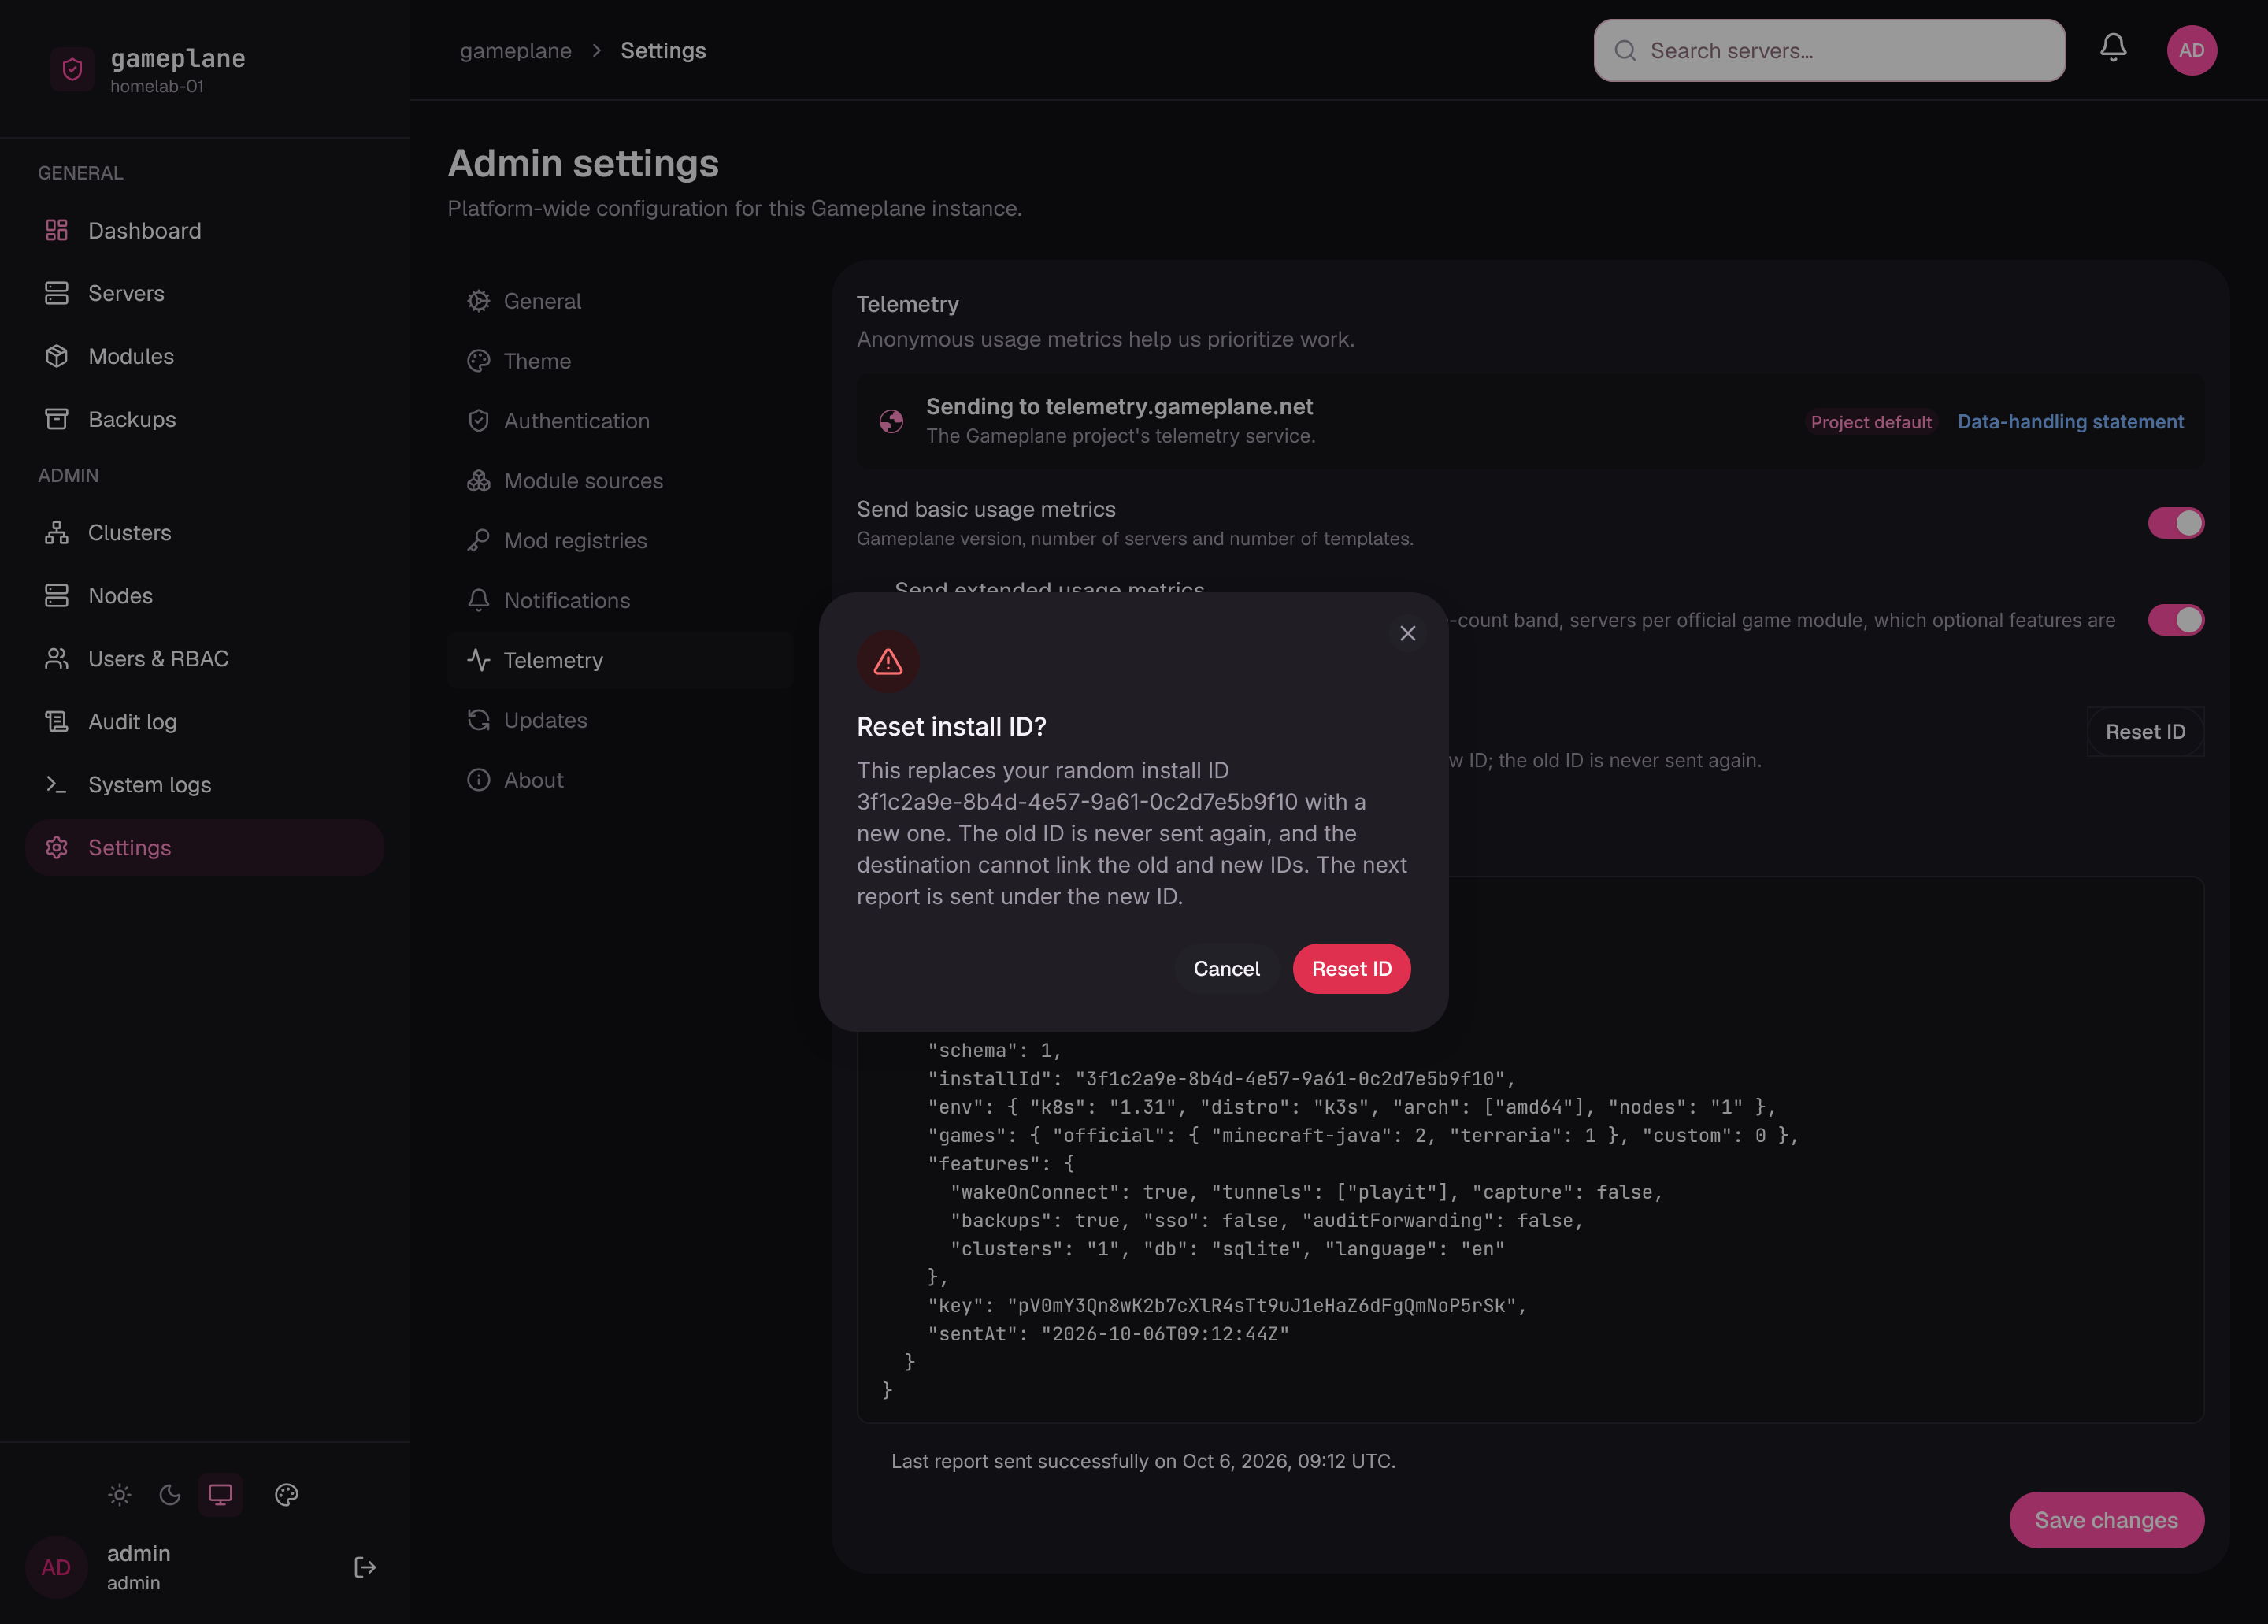 gameplane
homelab-01
GENERAL
Dashboard
Servers
Modules
Backups
ADMIN
Clusters
Nodes
Users & RBAC
Audit log
System logs
Settings
AD
admin
admin
gameplane > Settings
Search servers...
AD
Admin settings
Platform-wide configuration for this Gameplane instance.
General
Theme
Authentication
Module sources
Mod registries
Notifications
Telemetry
Updates
About
Telemetry
Anonymous usage metrics help us prioritize work.
Sending to telemetry.gameplane.net
The Gameplane project's telemetry service.
Project default
Data-handling statement
Send basic usage metrics
Gameplane version, number of servers and number of templates.
Send extended usage metrics
-count band, servers per official game module, which optional features are
Reset ID
w ID; the old ID is never sent again.
Reset install ID?
This replaces your random install ID
3f1c2a9e-8b4d-4e57-9a61-0c2d7e5b9f10 with a
new one. The old ID is never sent again, and the
destination cannot link the old and new IDs. The next
report is sent under the new ID.
Cancel
Reset ID
"schema": 1,
"installId": "3f1c2a9e-8b4d-4e57-9a61-0c2d7e5b9f10",
"env": { "k8s": "1.31", "distro": "k3s", "arch": ["amd64"], "nodes": "1" },
"games": { "official": { "minecraft-java": 2, "terraria": 1 }, "custom": 0 },
"features": {
"wakeOnConnect": true, "tunnels": ["playit"], "capture": false,
"backups": true, "sso": false, "auditForwarding": false,
"clusters": "1", "db": "sqlite", "language": "en"
},
"key": "pV0mY3Qn8wK2b7cXlR4sTt9uJ1eHaZ6dFgQmNoP5rSk",
"sentAt": "2026-10-06T09:12:44Z"
}
}
Last report sent successfully on Oct 6, 2026, 09:12 UTC.
Save changes